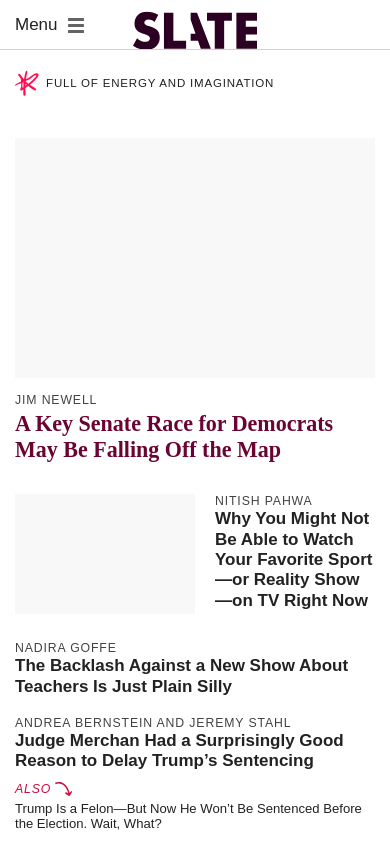 Menu
SLATE
FULL OF ENERGY AND IMAGINATION
JIM NEWELL
A Key Senate Race for Democrats
May Be Falling Off the Map
NITISH PAHWA
Why You Might Not
Be Able to Watch
Your Favorite Sport
—or Reality Show
—on TV Right Now
NADIRA GOFFE
The Backlash Against a New Show About
Teachers Is Just Plain Silly
ANDREA BERNSTEIN AND JEREMY STAHL
Judge Merchan Had a Surprisingly Good
Reason to Delay Trump’s Sentencing
ALSO
Trump Is a Felon—But Now He Won’t Be Sentenced Before
the Election. Wait, What?